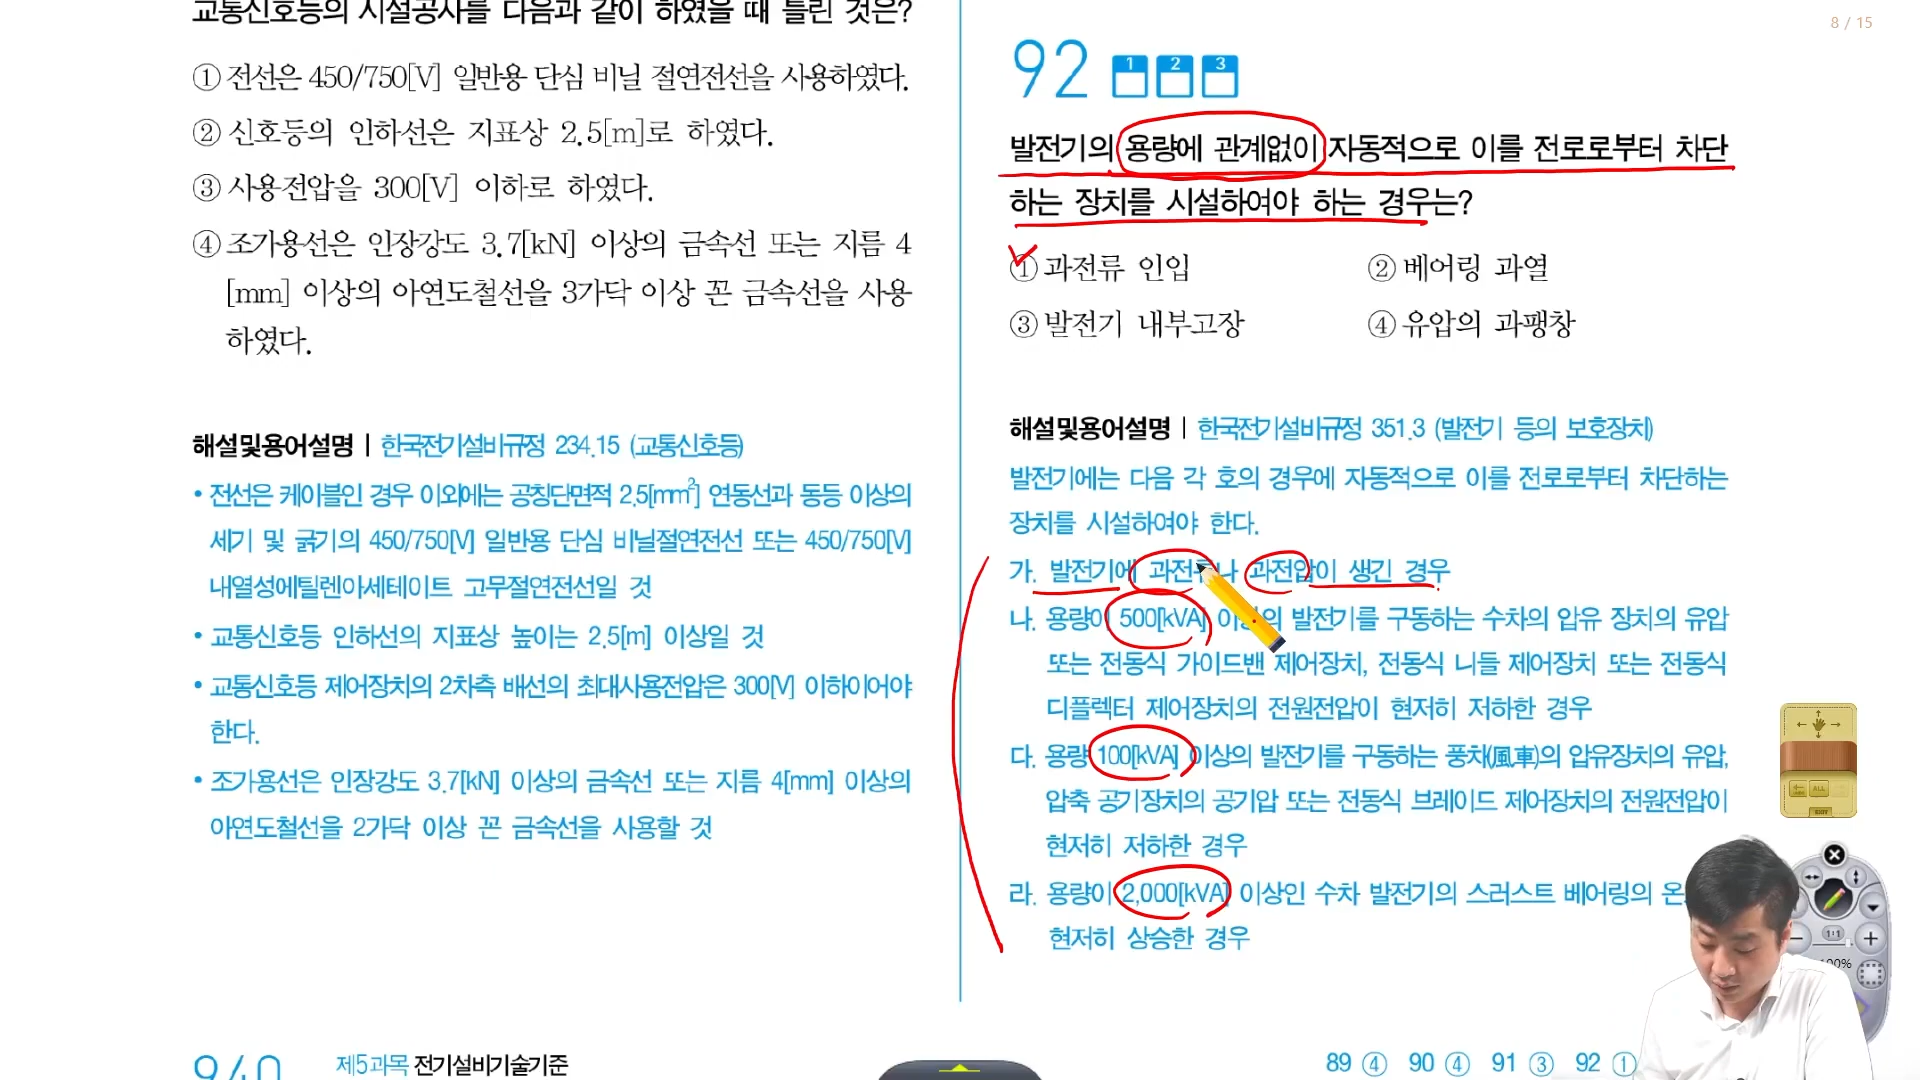 8 / 15
교통신호등의 시설공사를 다음과 같이 하였을 때 틀린 것은?
① 전선은 450/750[V] 일반용 단심 비닐 절연전선을 사용하였다.
② 신호등의 인하선은 지표상 2.5[m]로 하였다.
③ 사용전압을 300[V] 이하로 하였다.
④ 조가용선은 인장강도 3.7[kN] 이상의 금속선 또는 지름 4
[mm] 이상의 아연도철선을 3가닥 이상 꼰 금속선을 사용
하였다.
해설및용어설명 | 한국전기설비규정 234.15 (교통신호등)
• 전선은 케이블인 경우 이외에는 공칭단면적 2.5[mm²] 연동선과 동등 이상의
세기 및 굵기의 450/750[V] 일반용 단심 비닐절연전선 또는 450/750[V]
내열성에틸렌아세테이트 고무절연전선일 것
• 교통신호등 인하선의 지표상 높이는 2.5[m] 이상일 것
• 교통신호등 제어장치의 2차측 배선의 최대사용전압은 300[V] 이하이어야
한다.
• 조가용선은 인장강도 3.7[kN] 이상의 금속선 또는 지름 4[mm] 이상의
아연도철선을 2가닥 이상 꼰 금속선을 사용할 것
940 제5과목 전기설비기술기준
92 1 2 3
발전기의 용량에 관계없이 자동적으로 이를 전로로부터 차단
하는 장치를 시설하여야 하는 경우는?
① 과전류 인입 ② 베어링 과열
③ 발전기 내부고장 ④ 유압의 과팽창
해설및용어설명 | 한국전기설비규정 351.3 (발전기 등의 보호장치)
발전기에는 다음 각 호의 경우에 자동적으로 이를 전로로부터 차단하는
장치를 시설하여야 한다.
가. 발전기에 과전류나 과전압이 생긴 경우
나. 용량이 500[kVA] 이상의 발전기를 구동하는 수차의 압유 장치의 유압
또는 전동식 가이드밴 제어장치, 전동식 니들 제어장치 또는 전동식
디플렉터 제어장치의 전원전압이 현저히 저하한 경우
다. 용량 100[kVA] 이상의 발전기를 구동하는 풍차(風車)의 압유장치의 유압,
압축 공기장치의 공기압 또는 전동식 브레이드 제어장치의 전원전압이
현저히 저하한 경우
라. 용량이 2,000[kVA] 이상인 수차 발전기의 스러스트 베어링의 온
현저히 상승한 경우
89 ④ 90 ④ 91 ③ 92 ①
ALL
EXIT
1:1
100%